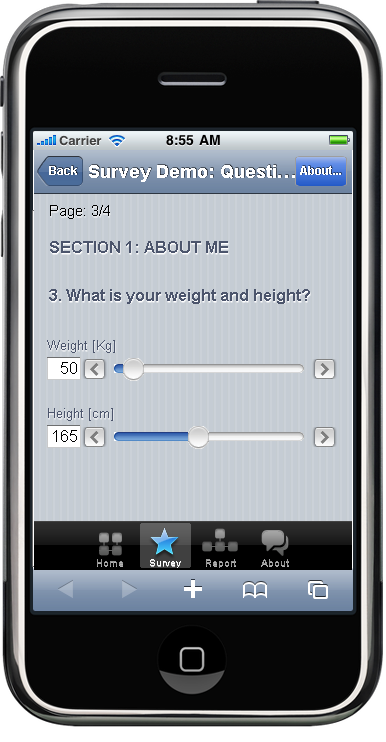 Carrier 8:55 AM
Back Survey Demo: Questi... About...
Page: 3/4
SECTION 1: ABOUT ME
3. What is your weight and height?
Weight [Kg]
50
Height [cm]
165
Home Survey Report About